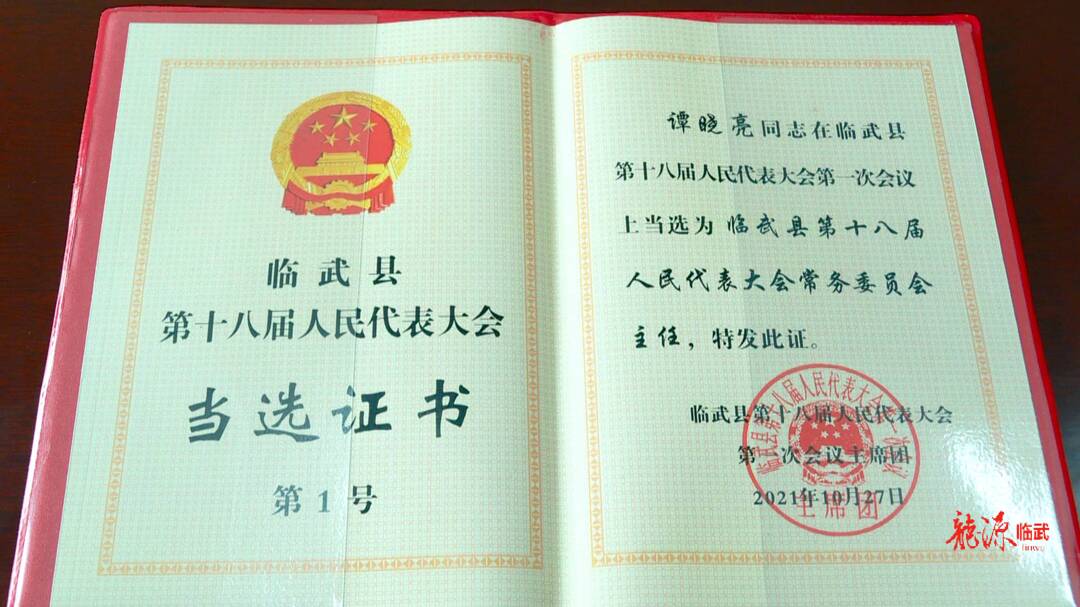 临武县
第十八届人民代表大会
当选证书
第1号
谭晓亮同志在临武县
第十八届人民代表大会第一次会议
上当选为 临武县第十八届
人民代表大会常务委员会
主任，特发此证。
临武县第十八届人民代表大会
第一次会议主席团
2021年10月27日
主席团
龍源临武